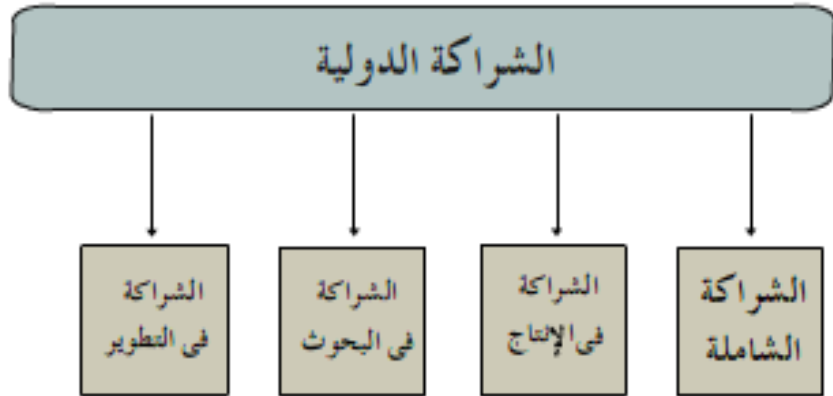 الشراكة الدولية
الشراكة
الشاملة
الشراكة
فى الإنتاج
الشراكة
فى البحوث
الشراكة
فى التطوير